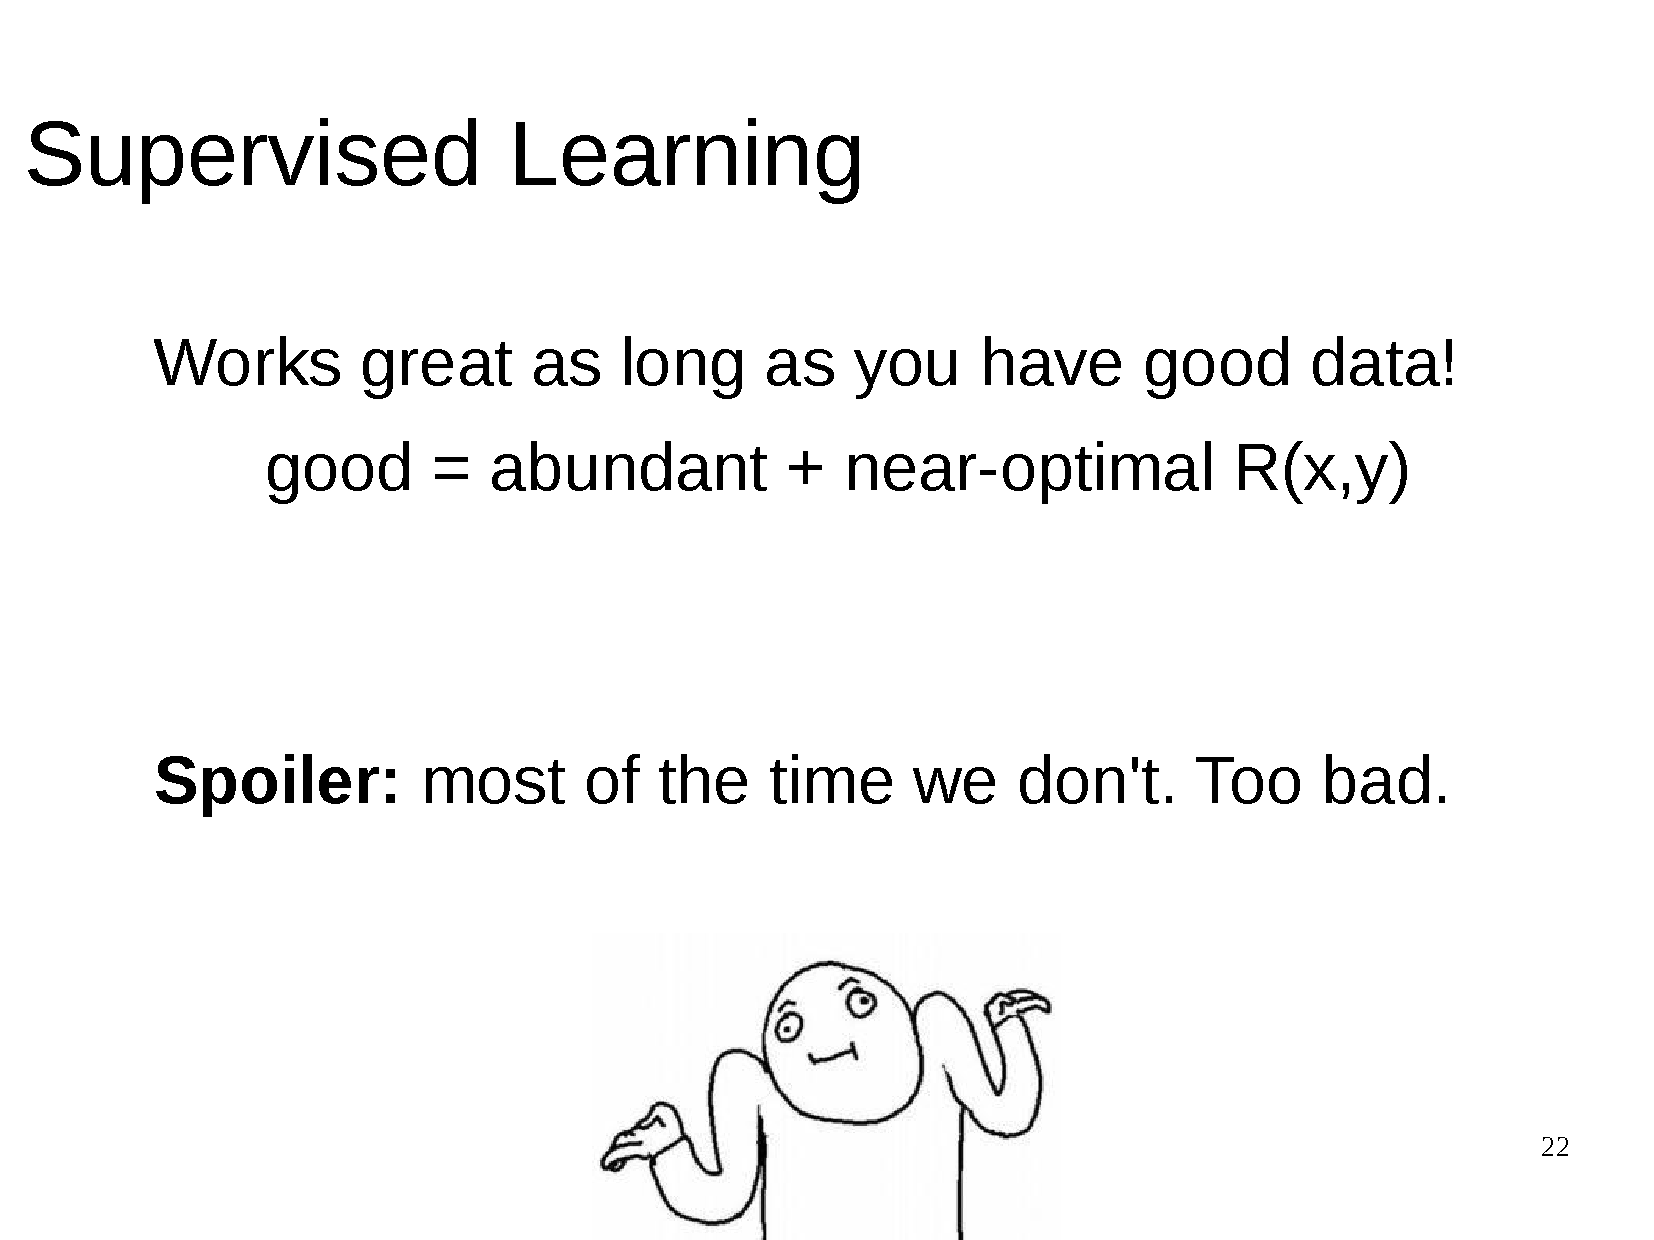 Supervised Learning
Works great as long as you have good data!
good = abundant + near-optimal R(x,y)
Spoiler: most of the time we don't. Too bad.
22